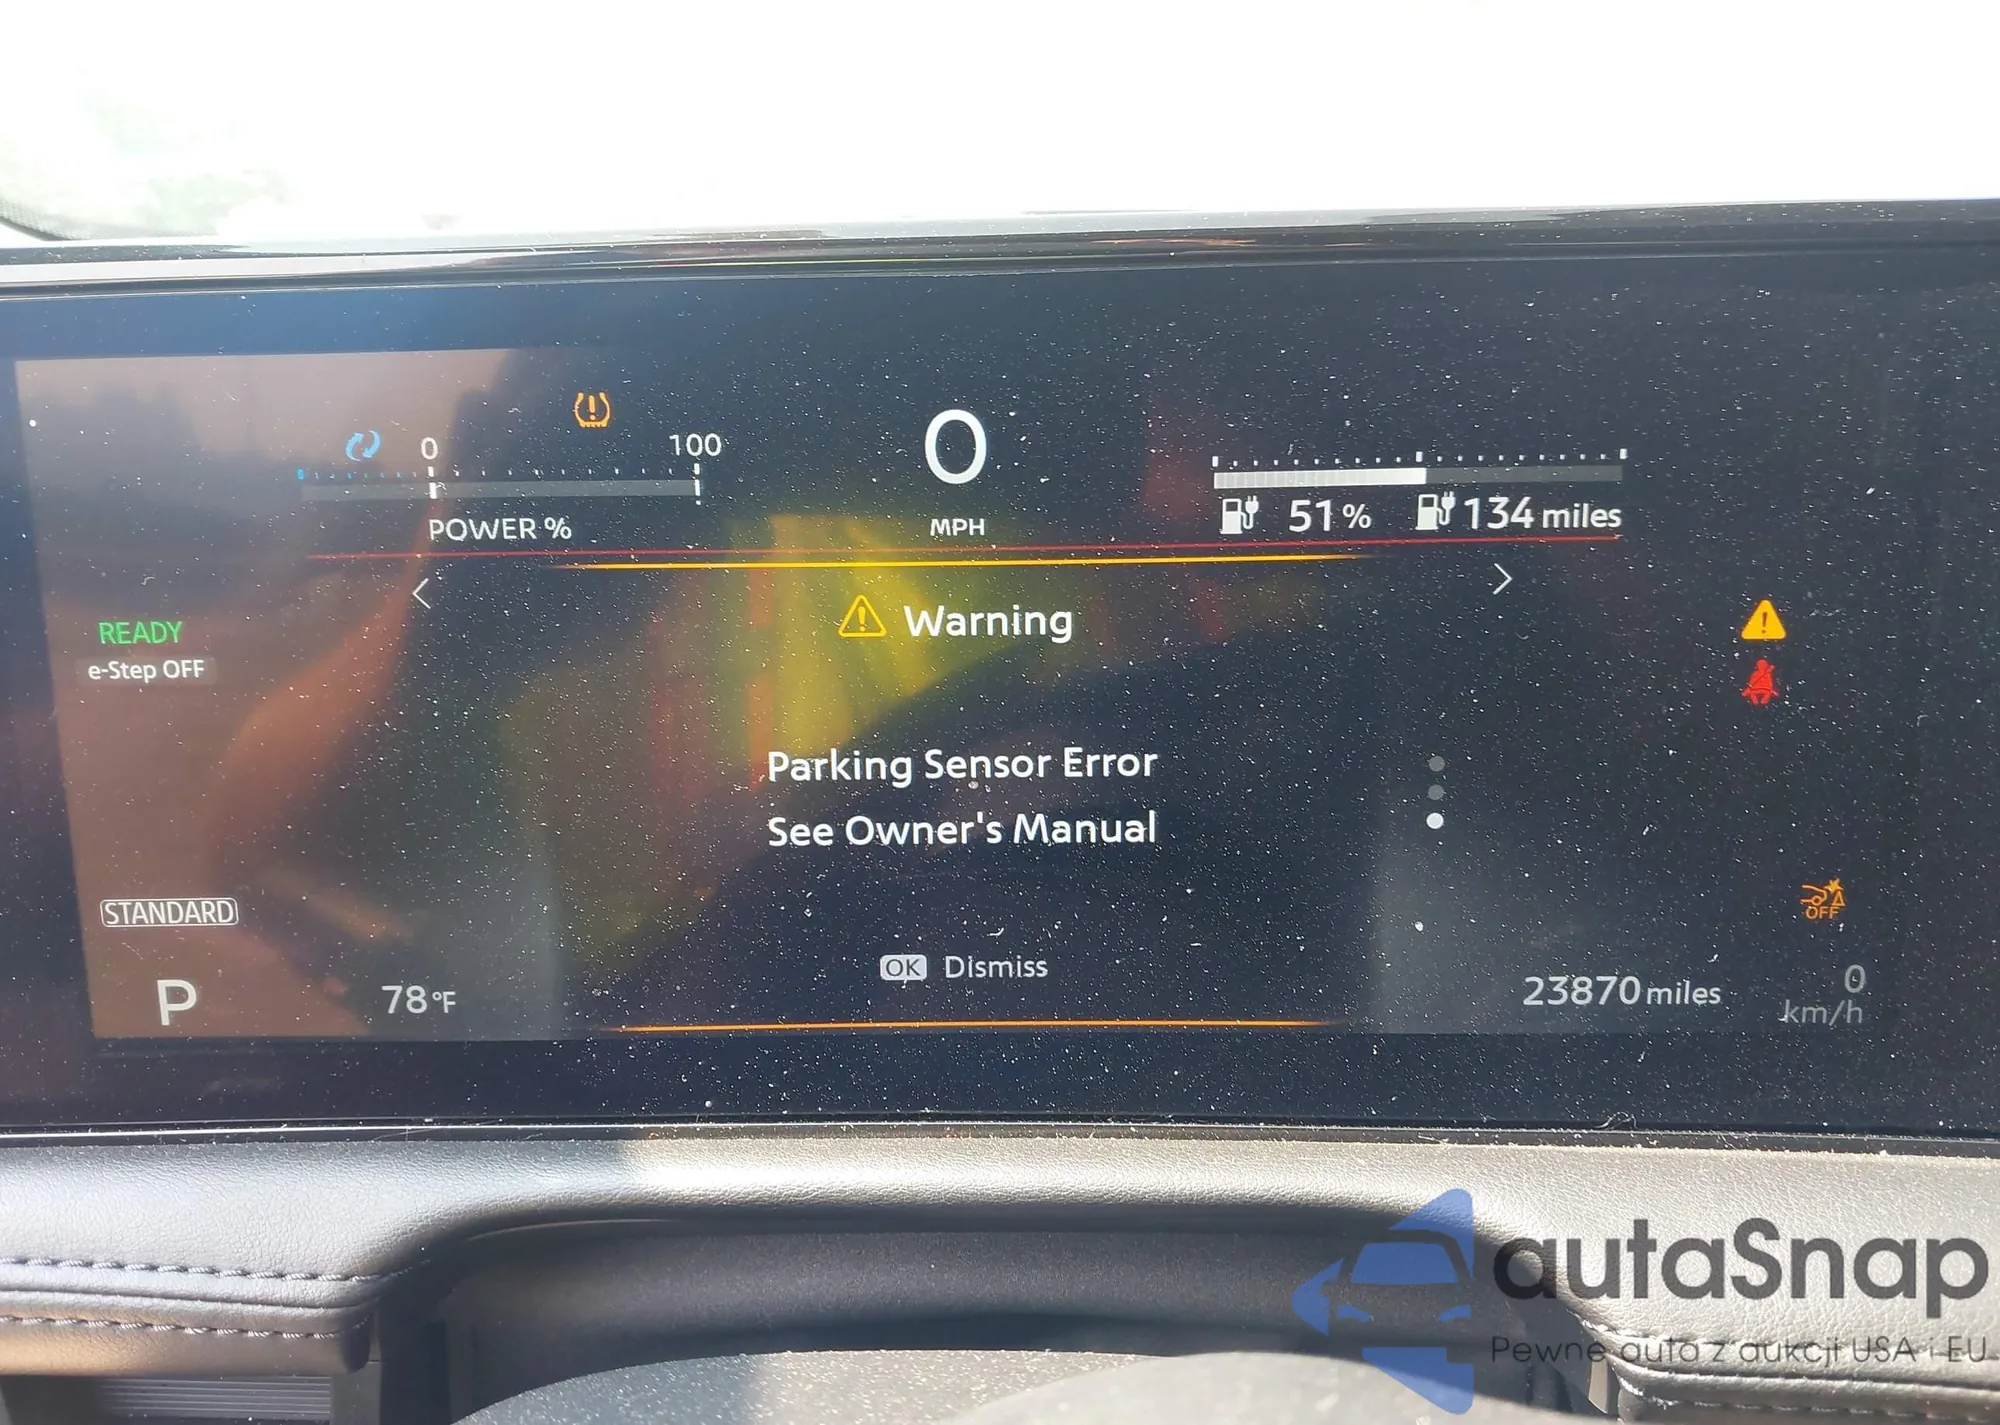 0
100
0
POWER %
MPH
51 %
134 miles
Warning
READY
e-Step OFF
Parking Sensor Error
See Owner's Manual
STANDARD
OFF
OK Dismiss
P
78°F
23870 miles
0
km/h
autaSnap
Pewne auto z aukcji USA i EU